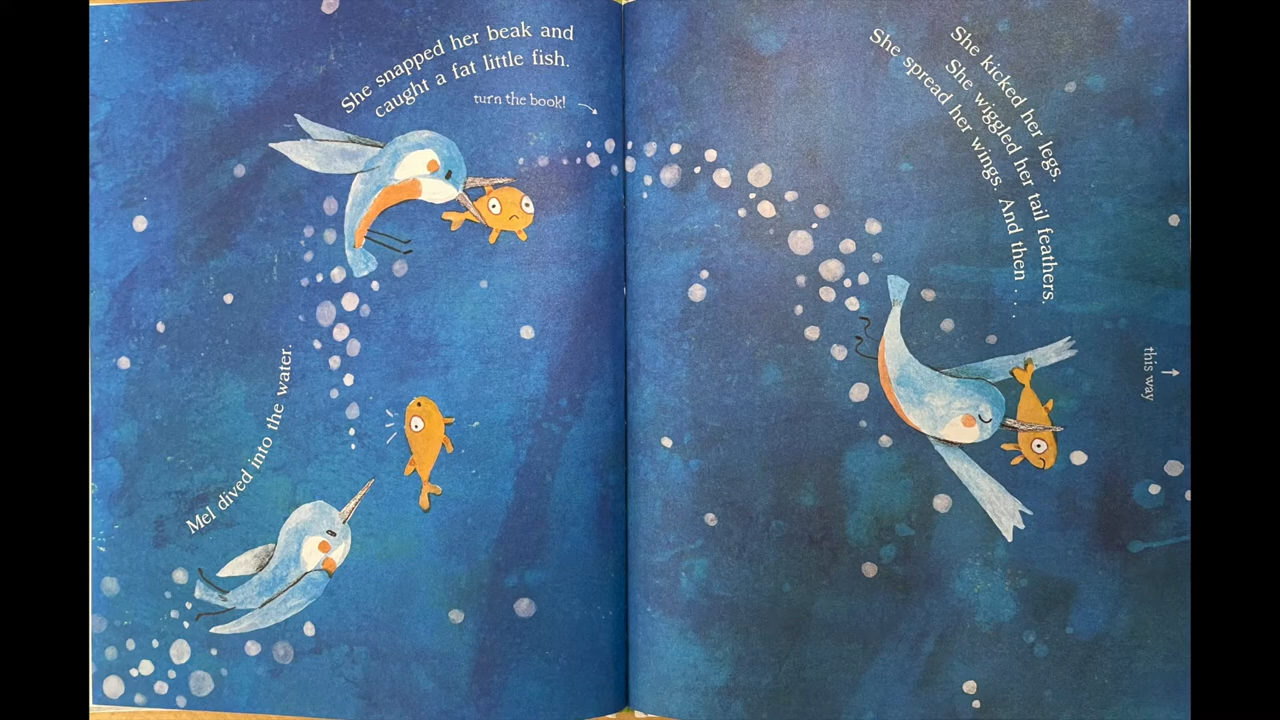 Mel dived into the water.
She snapped her beak and
caught a fat little fish.
turn the book!
She kicked her legs.
She wiggled her tail feathers.
She spread her wings. And then . . .
this way